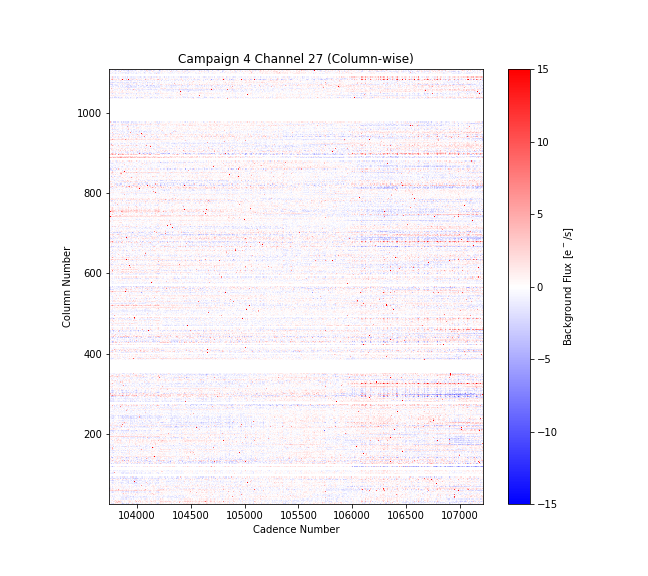 Campaign 4 Channel 27 (Column-wise)
1000
800
600
400
200
Column Number
104000 104500 105000 105500 106000 106500 107000
Cadence Number
15
10
5
0
−5
−10
−15
Background Flux [e⁻/s]